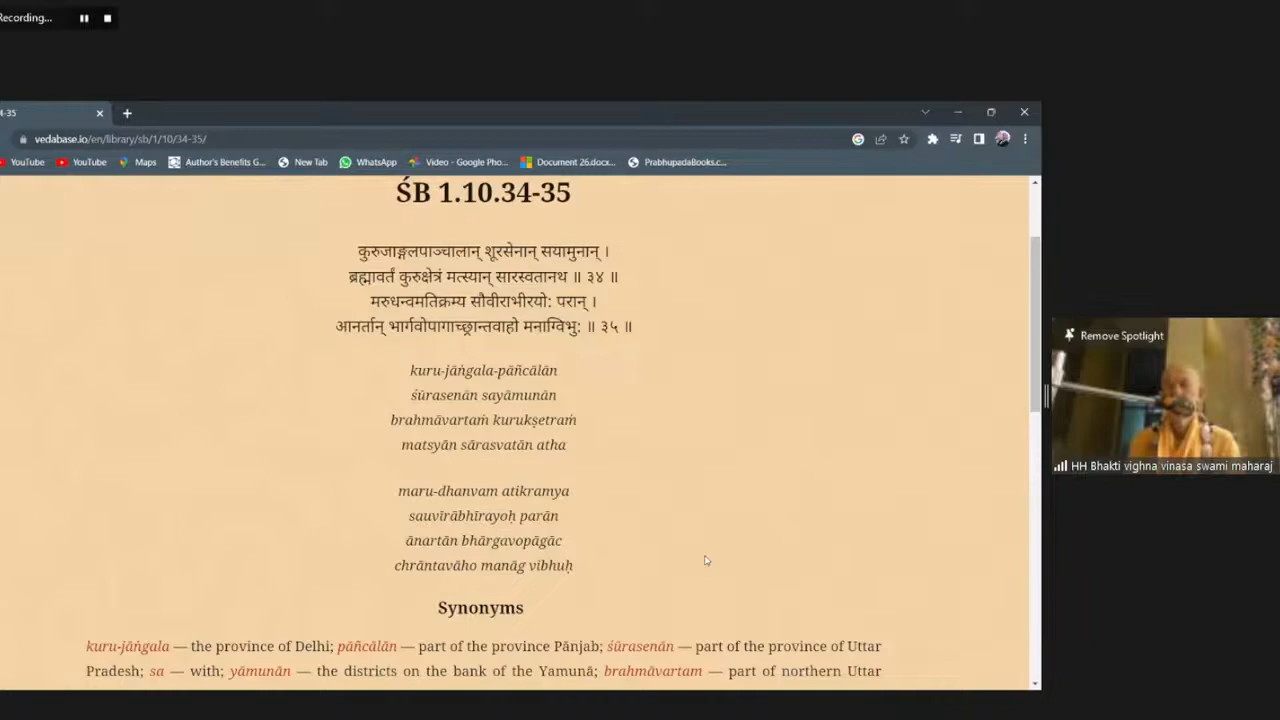 Recording...
4-35
vedabase.io/en/library/sb/1/10/34-35/
YouTube YouTube Maps Author's Benefits G... New Tab WhatsApp Video - Google Pho... Document 26.docx... PrabhupadaBooks.c...
ŚB 1.10.34-35
कुरुजाङ्गलपाञ्चालान् शूरसेनान् सयामुनान् ।
ब्रह्मावर्तं कुरुक्षेत्रं मत्स्यान् सारस्वतानथ ॥ ३४ ॥
मरुधन्वमतिक्रम्य सौवीराभीरयो: परान् ।
आनर्तान् भार्गवोपागाच्छ्रान्तवाहो मनाग्विभु: ॥ ३५ ॥
kuru-jāṅgala-pāñcālān
śūrasenān sayāmunān
brahmāvartaṁ kurukṣetraṁ
matsyān sārasvatān atha
maru-dhanvam atikramya
sauvīrābhīrayoḥ parān
ānartān bhārgavopāgāc
chrāntavāho manāg vibhuḥ
Synonyms
kuru-jāṅgala — the province of Delhi; pāñcālān — part of the province Pānjab; śūrasenān — part of the province of Uttar
Pradesh; sa — with; yāmunān — the districts on the bank of the Yamunā; brahmāvartam — part of northern Uttar
Remove Spotlight
HH Bhakti vighna vinasa swami maharaj